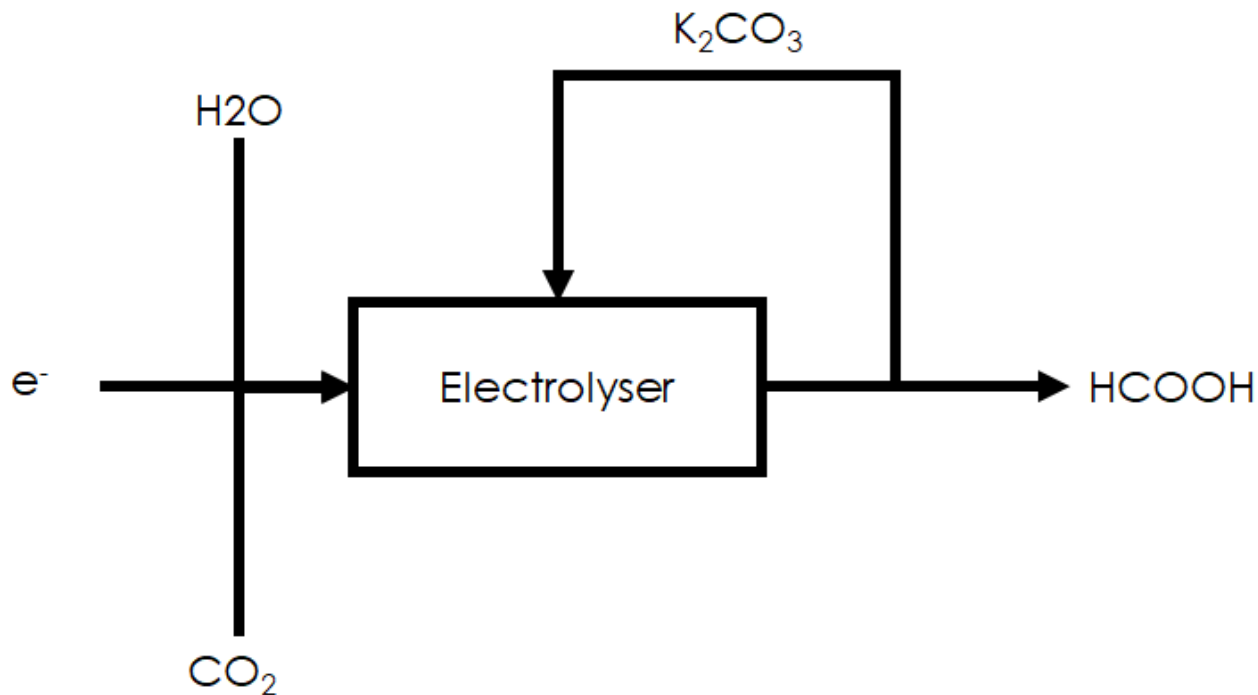 K₂CO₃
H2O
e⁻
Electrolyser
HCOOH
CO₂